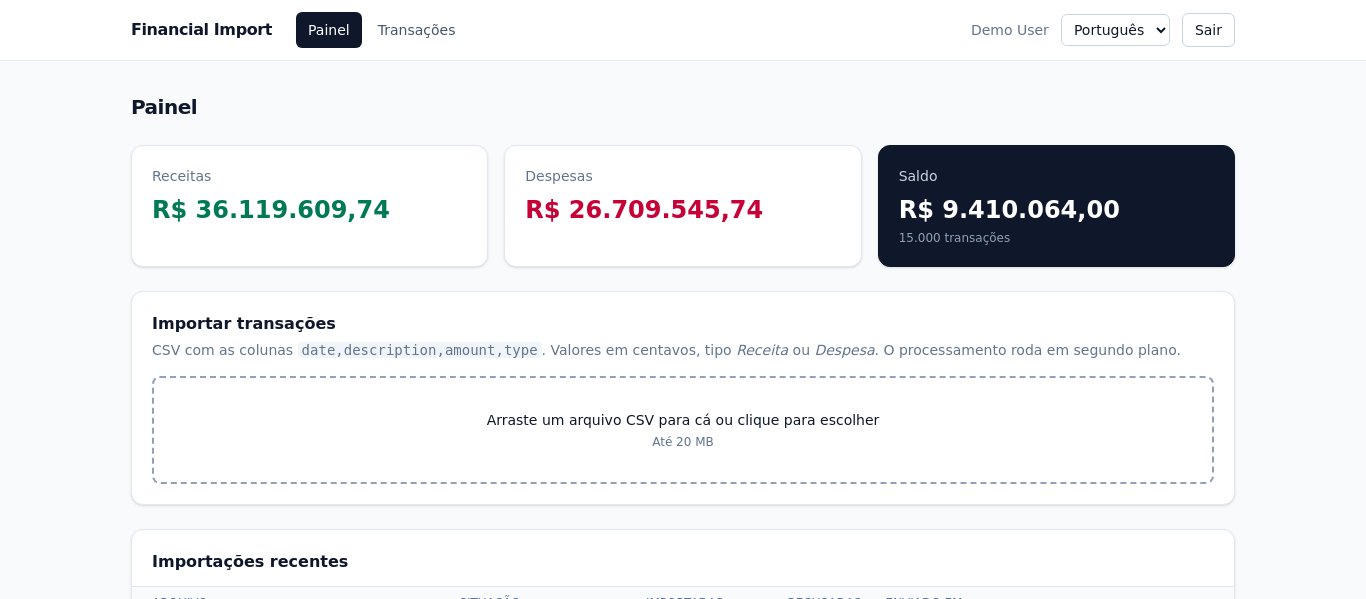 Financial Import Painel Transações Demo User Português Sair
Painel
Receitas
R$ 36.119.609,74
Despesas
R$ 26.709.545,74
Saldo
R$ 9.410.064,00
15.000 transações
Importar transações
CSV com as colunas date,description,amount,type. Valores em centavos, tipo Receita ou Despesa. O processamento roda em segundo plano.
Arraste um arquivo CSV para cá ou clique para escolher
Até 20 MB
Importações recentes